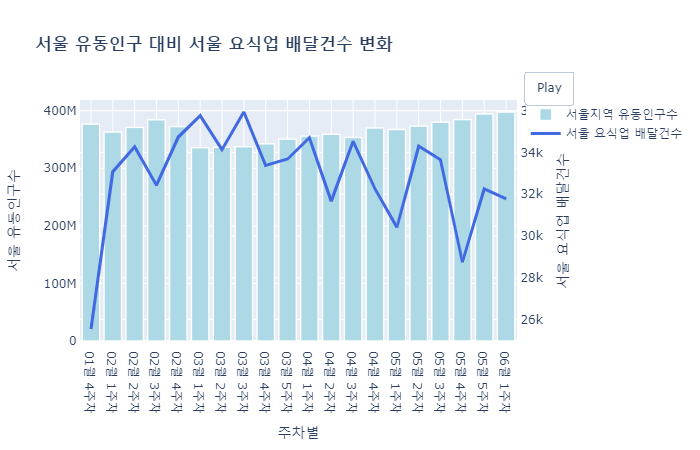 서울 유동인구 대비 서울 요식업 배달건수 변화
Play
서울지역 유동인구수
서울 요식업 배달건수
400M
300M
200M
100M
0
서울 유동인구수
34k
32k
30k
28k
26k
서울 요식업 배달건수
01월 4주차
02월 1주차
02월 2주차
02월 3주차
02월 4주차
03월 1주차
03월 2주차
03월 3주차
03월 4주차
03월 5주차
04월 1주차
04월 2주차
04월 3주차
04월 4주차
05월 1주차
05월 2주차
05월 3주차
05월 4주차
05월 5주차
06월 1주차
주차별